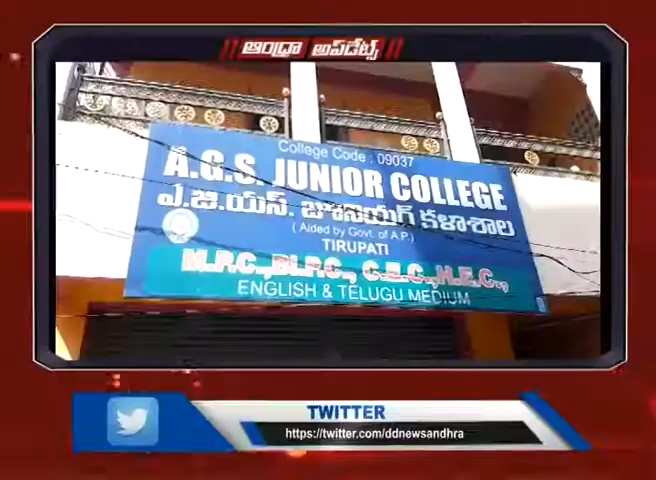 ఆంధ్రా అప్‌డేట్స్
College Code : 09037
A.G.S. JUNIOR COLLEGE
ఎ.జి.యస్. జూనియర్ కళాశాల
( Aided by Govt. of A.P.)
TIRUPATI
M.P.C.,BI.P.C., C.E.C.,H.E.C.,
ENGLISH & TELUGU MEDIUM
TWITTER
https://twitter.com/ddnewsandhra